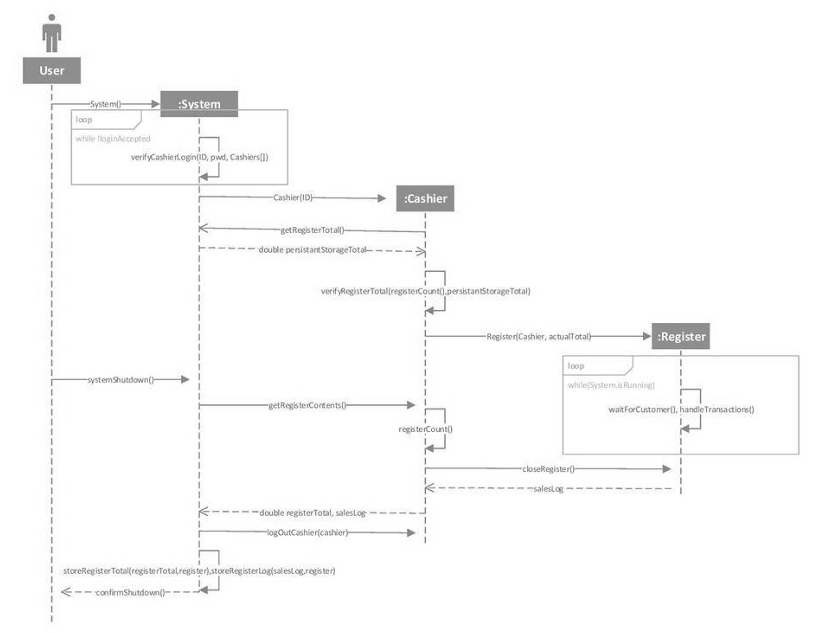 User
System()
:System
loop
while !loginAccepted
verifyCashierLogin(ID, pwd, Cashiers[])
Cashier(ID)
:Cashier
getRegisterTotal()
double persistantStorageTotal
verifyRegisterTotal(registerCount(),persistantStorageTotal)
Register(Cashier, actualTotal)
:Register
loop
while(System.isRunning)
systemShutdown()
getRegisterContents()
waitForCustomer(), handleTransactions()
registerCount()
closeRegister()
salesLog
double registerTotal, salesLog
logOutCashier(cashier)
storeRegisterTotal(registerTotal,register),storeRegisterLog(salesLog,register)
confirmShutdown()